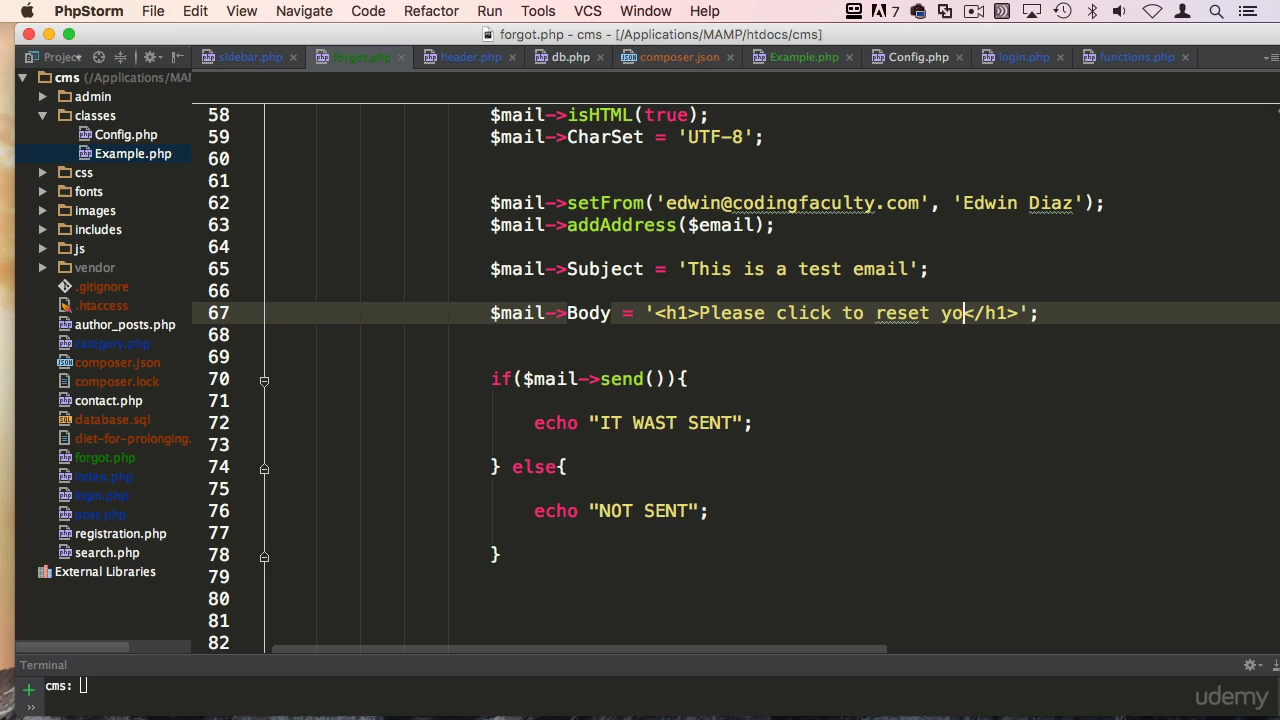 PhpStorm File Edit View Navigate Code Refactor Run Tools VCS Window Help 7
forgot.php - cms - [/Applications/MAMP/htdocs/cms]
Project sidebar.php forgot.php header.php db.php composer.json Example.php Config.php login.php functions.php
cms (/Applications/MAM
admin
classes
Config.php
Example.php
css
fonts
images
includes
js
vendor
.gitignore
.htaccess
author_posts.php
category.php
composer.json
composer.lock
contact.php
database.sql
diet-for-prolonging.
forgot.php
index.php
login.php
post.php
registration.php
search.php
External Libraries
58 $mail->isHTML(true);
59 $mail->CharSet = 'UTF-8';
60
61
62 $mail->setFrom('edwin@codingfaculty.com', 'Edwin Diaz');
63 $mail->addAddress($email);
64
65 $mail->Subject = 'This is a test email';
66
67 $mail->Body = '<h1>Please click to reset yo</h1>';
68
69
70 if($mail->send()){
71
72 echo "IT WAST SENT";
73
74 } else{
75
76 echo "NOT SENT";
77
78 }
79
80
81
82
Terminal
cms:
udemy